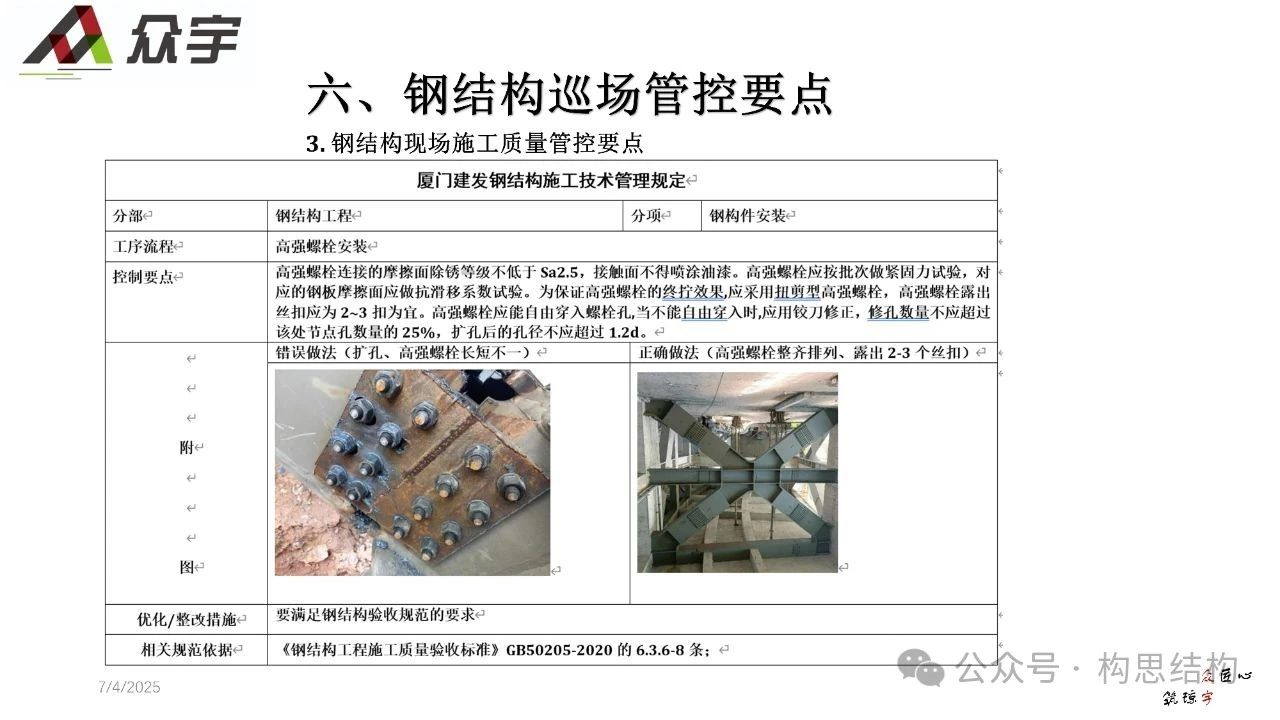 众宇
六、钢结构巡场管控要点
3. 钢结构现场施工质量管控要点
厦门建发钢结构施工技术管理规定
分部 钢结构工程 分项 钢构件安装
工序流程 高强螺栓安装
控制要点 高强螺栓连接的摩擦面除锈等级不低于 Sa2.5，接触面不得喷涂油漆。高强螺栓应按批次做紧固力试验，对
应的钢板摩擦面应做抗滑移系数试验。为保证高强螺栓的终拧效果,应采用扭剪型高强螺栓，高强螺栓露出
丝扣应为 2~3 扣为宜。高强螺栓应能自由穿入螺栓孔,当不能自由穿入时,应用铰刀修正，修孔数量不应超过
该处节点孔数量的 25%，扩孔后的孔径不应超过 1.2d。
错误做法（扩孔、高强螺栓长短不一） 正确做法（高强螺栓整齐排列、露出 2-3 个丝扣）
附
图
优化/整改措施 要满足钢结构验收规范的要求
相关规范依据 《钢结构工程施工质量验收标准》GB50205-2020 的 6.3.6-8 条；
公众号 · 构思结构
7/4/2025
众匠心
筑琼宇